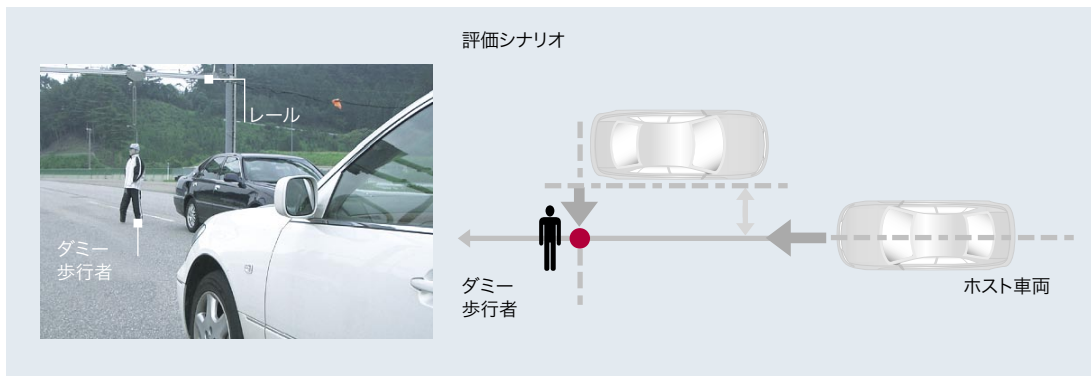 評価シナリオ
レール
ダミー
歩行者
ダミー
歩行者
ホスト車両